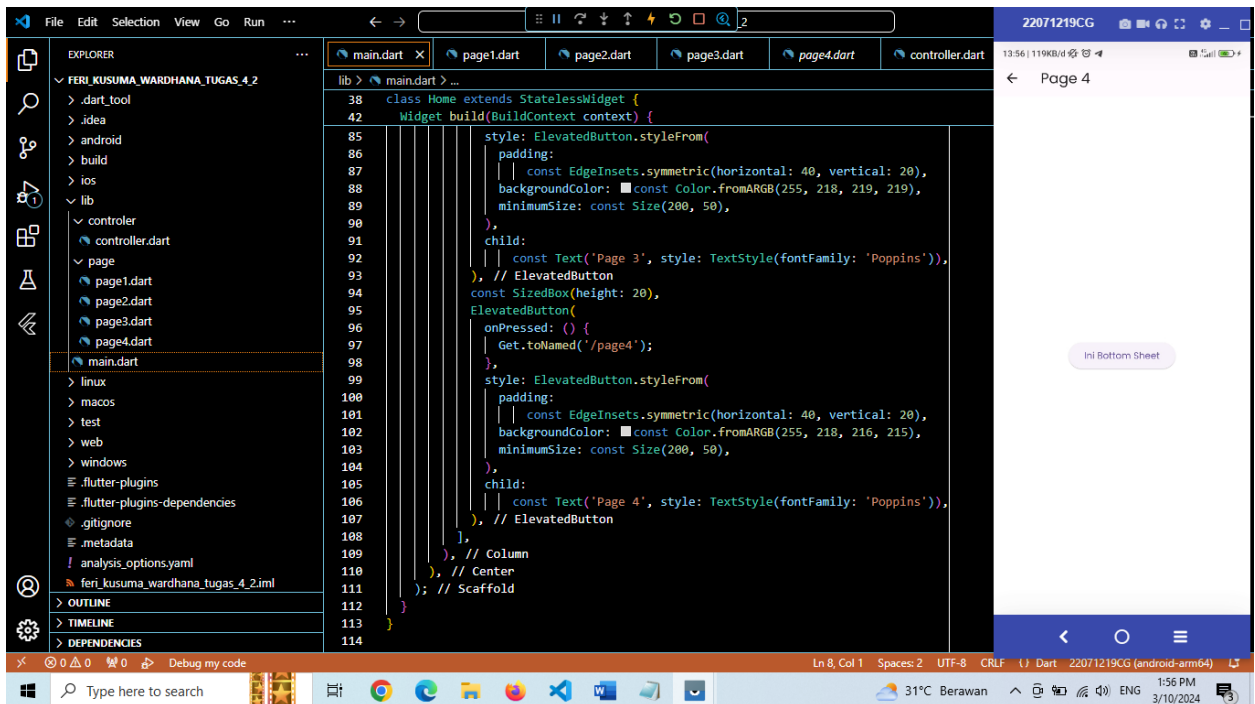 File Edit Selection View Go Run ···
_2
22071219CG
EXPLORER
FERI_KUSUMA_WARDHANA_TUGAS_4_2
.dart_tool
.idea
android
build
ios
lib
controler
controller.dart
page
page1.dart
page2.dart
page3.dart
page4.dart
main.dart
linux
macos
test
web
windows
.flutter-plugins
.flutter-plugins-dependencies
.gitignore
.metadata
analysis_options.yaml
feri_kusuma_wardhana_tugas_4_2.iml
OUTLINE
TIMELINE
DEPENDENCIES
main.dart page1.dart page2.dart page3.dart page4.dart controller.dart
lib > main.dart > ...
38 class Home extends StatelessWidget {
42 Widget build(BuildContext context) {
85 style: ElevatedButton.styleFrom(
86 padding:
87 const EdgeInsets.symmetric(horizontal: 40, vertical: 20),
88 backgroundColor: const Color.fromARGB(255, 218, 219, 219),
89 minimumSize: const Size(200, 50),
90 ),
91 child:
92 const Text('Page 3', style: TextStyle(fontFamily: 'Poppins')),
93 ), // ElevatedButton
94 const SizedBox(height: 20),
95 ElevatedButton(
96 onPressed: () {
97 Get.toNamed('/page4');
98 },
99 style: ElevatedButton.styleFrom(
100 padding:
101 const EdgeInsets.symmetric(horizontal: 40, vertical: 20),
102 backgroundColor: const Color.fromARGB(255, 218, 216, 215),
103 minimumSize: const Size(200, 50),
104 ),
105 child:
106 const Text('Page 4', style: TextStyle(fontFamily: 'Poppins')),
107 ), // ElevatedButton
108 ],
109 ), // Column
110 ), // Center
111 ); // Scaffold
112 }
113 }
114
13:56 | 119KB/d
Page 4
Ini Bottom Sheet
0 0 0 Debug my code
Ln 8, Col 1 Spaces: 2 UTF-8 CRLF {} Dart 22071219CG (android-arm64)
Type here to search
31°C Berawan
ENG
1:56 PM
3/10/2024
3